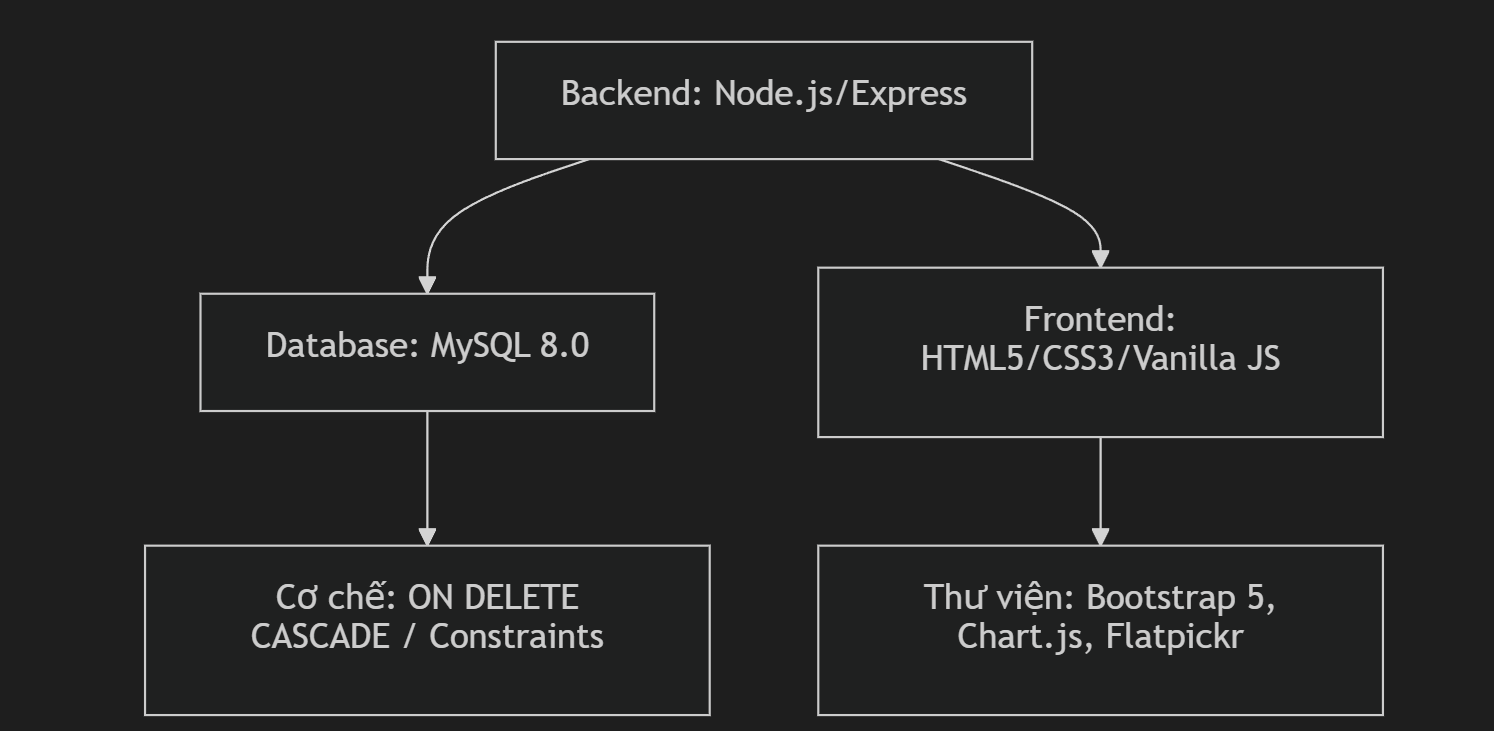 Backend: Node.js/Express
Database: MySQL 8.0
Frontend:
HTML5/CSS3/Vanilla JS
Cơ chế: ON DELETE
CASCADE / Constraints
Thư viện: Bootstrap 5,
Chart.js, Flatpickr